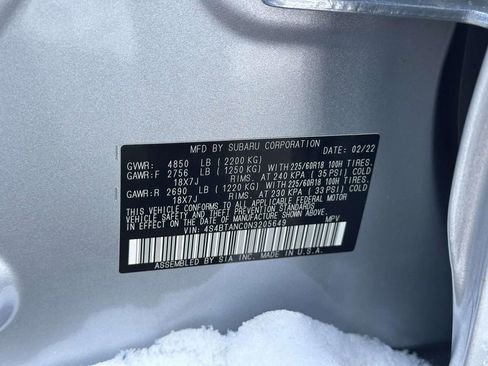 MFD BY SUBARU CORPORATION DATE: 02/22
GVWR: 4850 LB (2200 KG)
GAWR:F 2756 LB (1250 KG) WITH 225/60R18 100H TIRES.
18X7J RIMS. AT 240 KPA (35 PSI) COLD
GAWR:R 2690 LB (1220 KG) WITH 225/60R18 100H TIRES.
18X7J RIMS. AT 230 KPA (33 PSI) COLD
THIS VEHICLE CONFORMS TO ALL APPLICABLE FEDERAL MOTOR
VEHICLE SAFETY AND THEFT PREVENTION STANDARDS
IN EFFECT ON THE DATE OF MANUFACTURE SHOWN ABOVE.
VIN: 4S4BTANC0N3205649 MPV
ASSEMBLED BY SIA INC. MADE IN U.S.A.